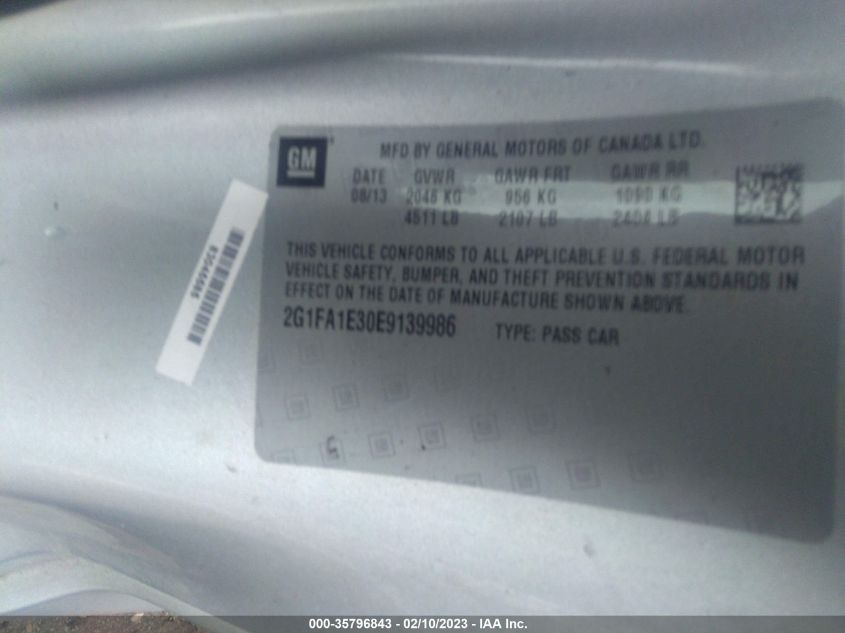 GM
MFD BY GENERAL MOTORS OF CANADA LTD.
DATE GVWR GAWR FRT GAWR RR
08/13 2046 KG 956 KG 1090 KG
4511 LB 2107 LB 2404 LB
THIS VEHICLE CONFORMS TO ALL APPLICABLE U.S. FEDERAL MOTOR
VEHICLE SAFETY, BUMPER, AND THEFT PREVENTION STANDARDS IN
EFFECT ON THE DATE OF MANUFACTURE SHOWN ABOVE.
2G1FA1E30E9139986 TYPE: PASS CAR
000-35796843 - 02/10/2023 - IAA Inc.